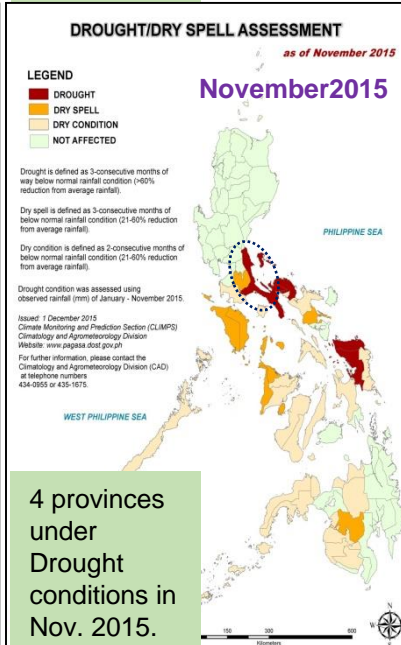 DROUGHT/DRY SPELL ASSESSMENT
as of November 2015
November2015
LEGEND
DROUGHT
DRY SPELL
DRY CONDITION
NOT AFFECTED
Drought is defined as 3-consecutive months of
way below normal rainfall condition (>60%
reduction from average rainfall).
Dry spell is defined as 3-consecutive months of
below normal rainfall condition (21-60% reduction
from average rainfall).
Dry condition is defined as 2-consecutive months of
below normal rainfall condition (21-60% reduction
from average rainfall).
Drought condition was assessed using
observed rainfall (mm) of January - November 2015.
Issued: 1 December 2015
Climate Monitoring and Prediction Section (CLIMPS)
Climatology and Agrometeorology Division
Website: www.pagasa.dost.gov.ph
For further information, please contact the
Climatology and Agrometeorology Division (CAD)
at telephone numbers
434-0955 or 435-1675.
PHILIPPINE SEA
WEST PHILIPPINE SEA
4 provinces
under
Drought
conditions in
Nov. 2015.
150 300 600
Kilometers
N
W E
S